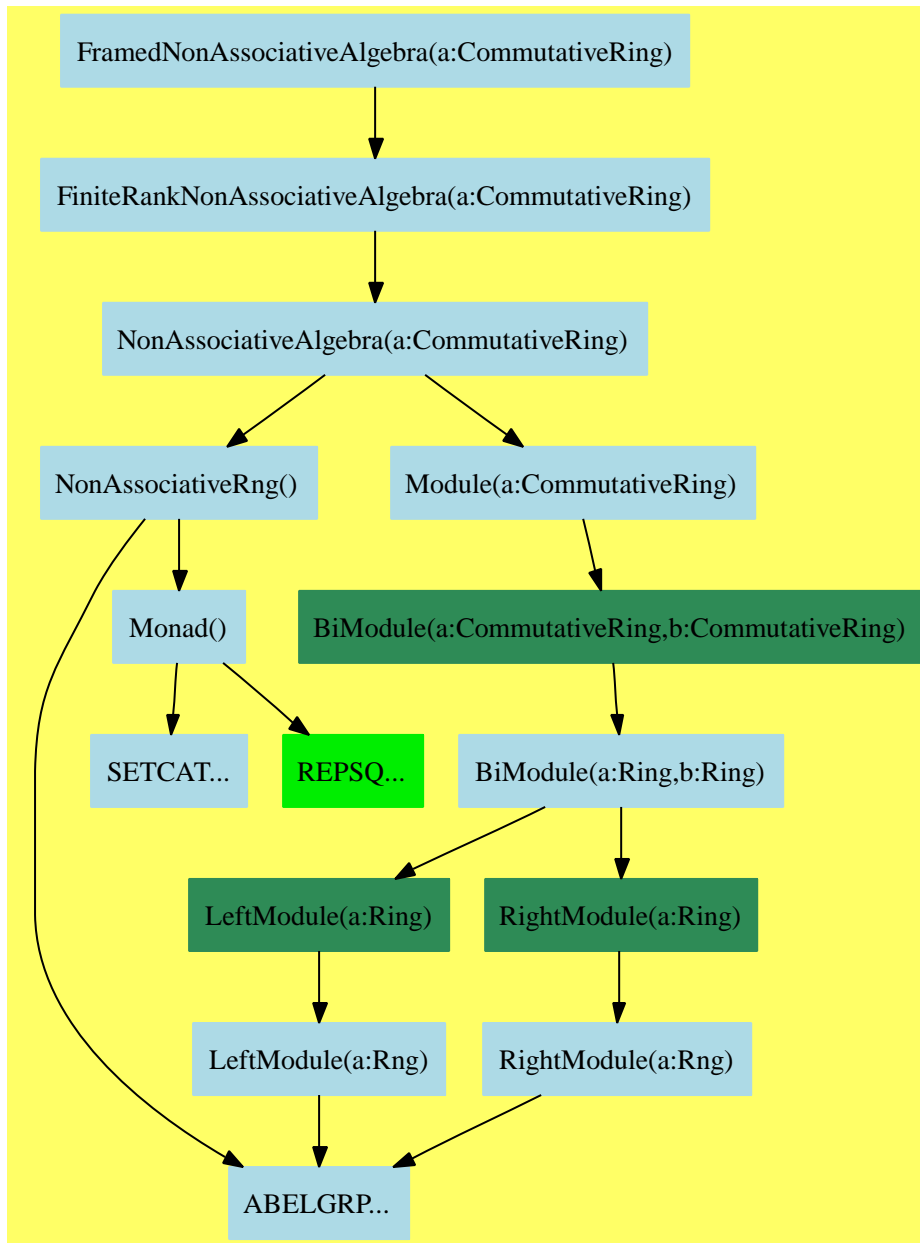 FramedNonAssociativeAlgebra(a:CommutativeRing)
FiniteRankNonAssociativeAlgebra(a:CommutativeRing)
NonAssociativeAlgebra(a:CommutativeRing)
NonAssociativeRng()
Module(a:CommutativeRing)
Monad()
BiModule(a:CommutativeRing,b:CommutativeRing)
SETCAT...
REPSQ...
BiModule(a:Ring,b:Ring)
LeftModule(a:Ring)
RightModule(a:Ring)
LeftModule(a:Rng)
RightModule(a:Rng)
ABELGRP...